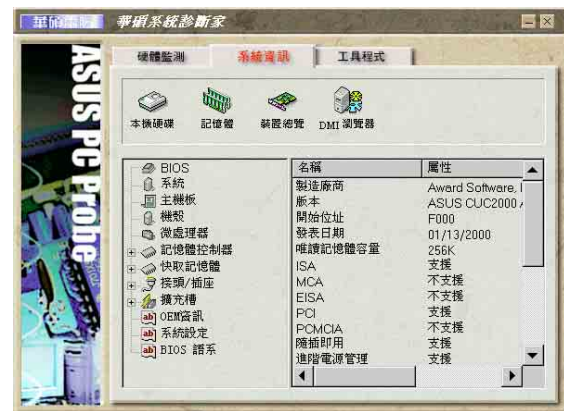 華碩電腦 華碩系統診斷家
ASUS PC Probe
硬體監測 系統資訊 工具程式
本機硬碟 記憶體 裝置總覽 DMI 瀏覽器
BIOS
系統
主機板
機殼
微處理器
記憶體控制器
快取記憶體
接頭/插座
擴充槽
OEM資訊
系統設定
BIOS 語系
名稱 屬性
製造廠商 Award Software, I
版本 ASUS CUC2000
開始位址 F000
發表日期 01/13/2000
唯讀記憶體容量 256K
ISA 支援
MCA 不支援
EISA 不支援
PCI 支援
PCMCIA 不支援
隨插即用 支援
進階電源管理 支援